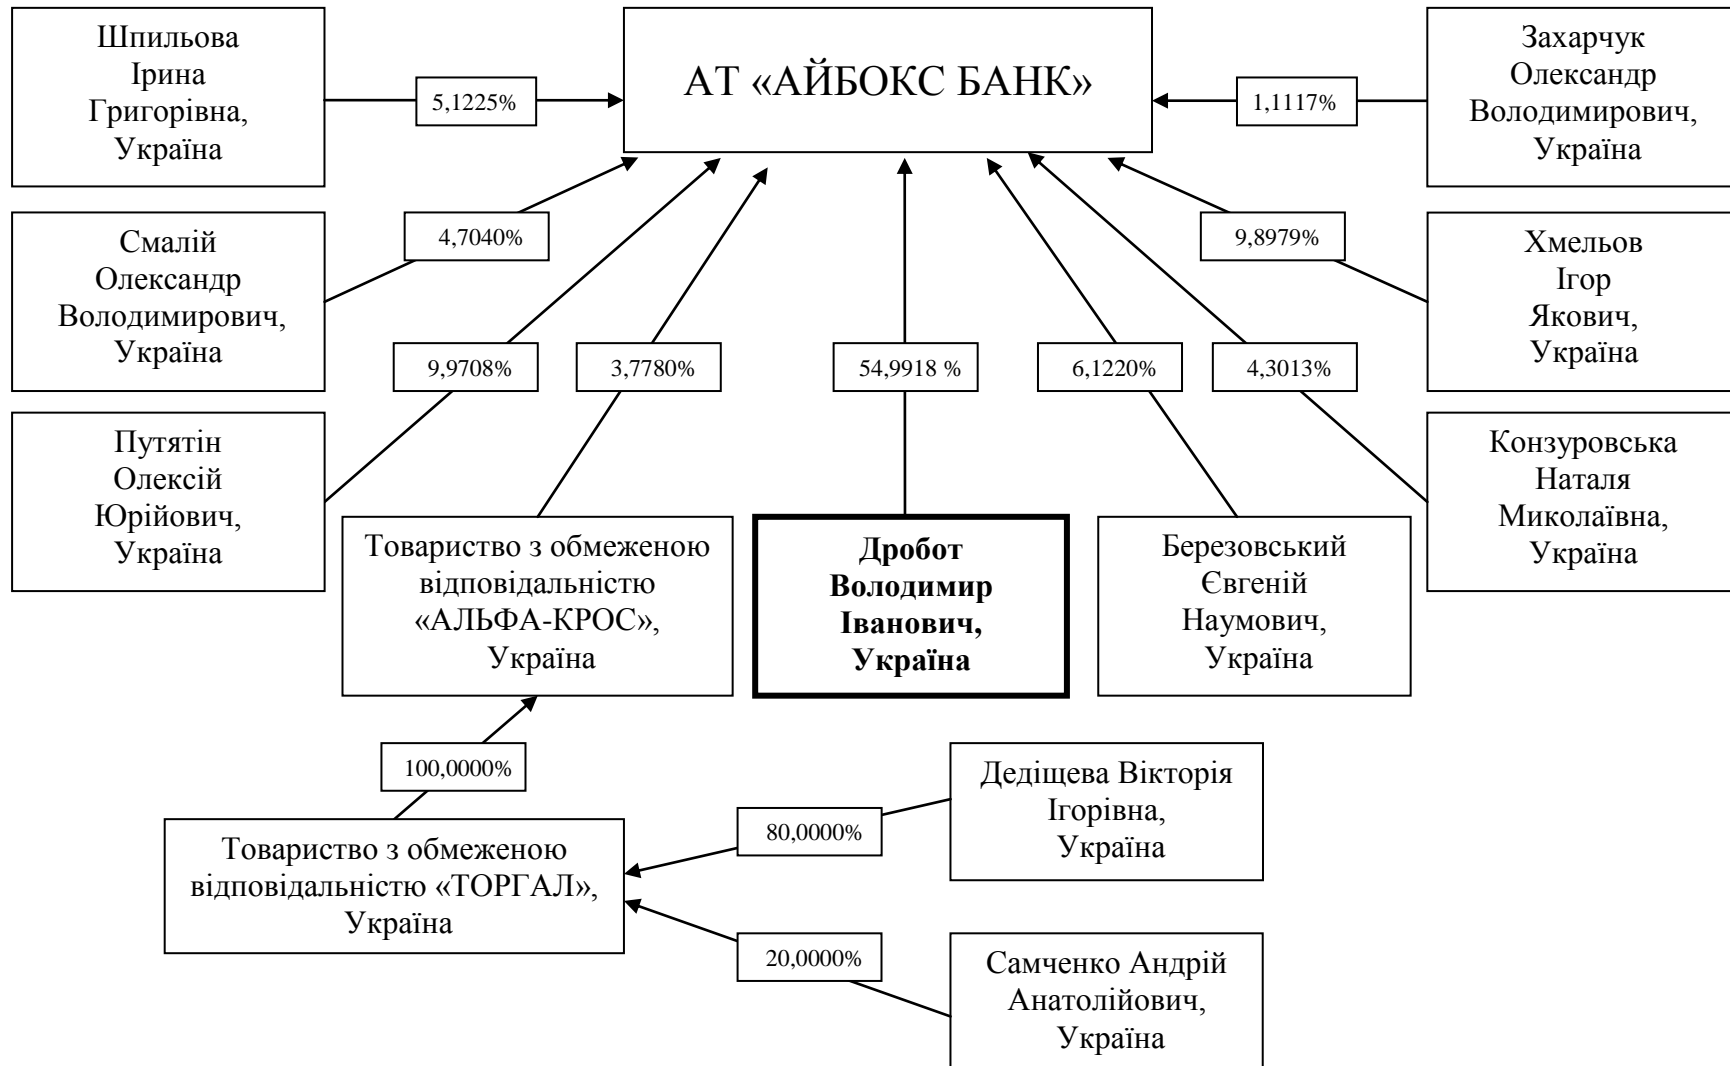 Шпильова
Ірина
Григорівна,
Україна
5,1225%
АТ «АЙБОКС БАНК»
1,1117%
Захарчук
Олександр
Володимирович,
Україна
Смалій
Олександр
Володимирович,
Україна
4,7040%
9,8979%
Хмельов
Ігор
Якович,
Україна
9,9708%
3,7780%
54,9918 %
6,1220%
4,3013%
Путятін
Олексій
Юрійович,
Україна
Конзуровська
Наталя
Миколаївна,
Україна
Товариство з обмеженою
відповідальністю
«АЛЬФА-КРОС»,
Україна
Дробот
Володимир
Іванович,
Україна
Березовський
Євгеній
Наумович,
Україна
100,0000%
Товариство з обмеженою
відповідальністю «ТОРГАЛ»,
Україна
80,0000%
Дедіщева Вікторія
Ігорівна,
Україна
20,0000%
Самченко Андрій
Анатолійович,
Україна